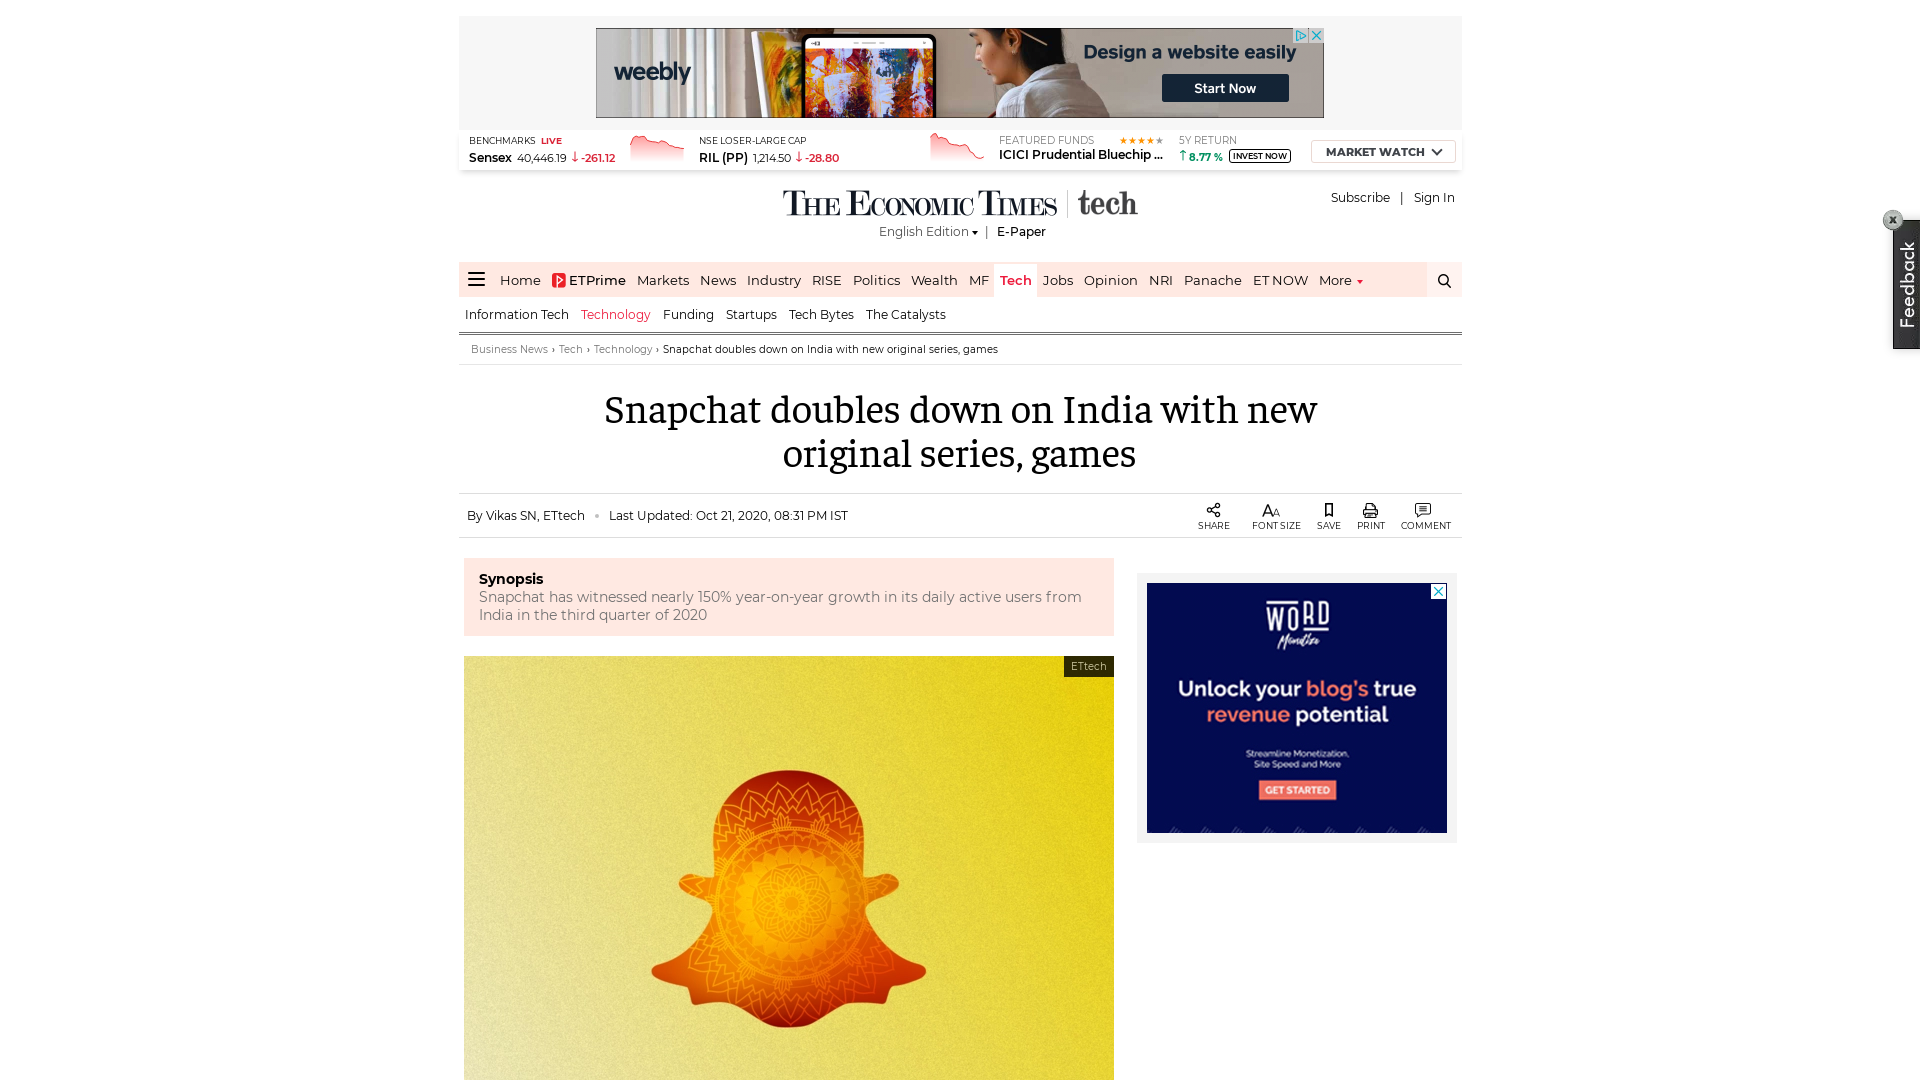 weebly
Design a website easily
Start Now
BENCHMARKS LIVE
Sensex 40,446.19 -261.12
NSE LOSER-LARGE CAP
RIL (PP) 1,214.50 -28.80
FEATURED FUNDS ★★★★★
ICICI Prudential Bluechip ...
5Y RETURN
8.77 % INVEST NOW
MARKET WATCH
THE ECONOMIC TIMES | tech
Subscribe | Sign In
English Edition | E-Paper
x
Feedback
Home ETPrime Markets News Industry RISE Politics Wealth MF Tech Jobs Opinion NRI Panache ET NOW More
Information Tech Technology Funding Startups Tech Bytes The Catalysts
Business News › Tech › Technology › Snapchat doubles down on India with new original series, games
Snapchat doubles down on India with new
original series, games
By Vikas SN, ETtech • Last Updated: Oct 21, 2020, 08:31 PM IST
SHARE FONT SIZE SAVE PRINT COMMENT
Synopsis
Snapchat has witnessed nearly 150% year-on-year growth in its daily active users from
India in the third quarter of 2020
ETtech
WORD
Monetize
Unlock your blog's true
revenue potential
Streamline Monetization,
Site Speed and More
GET STARTED